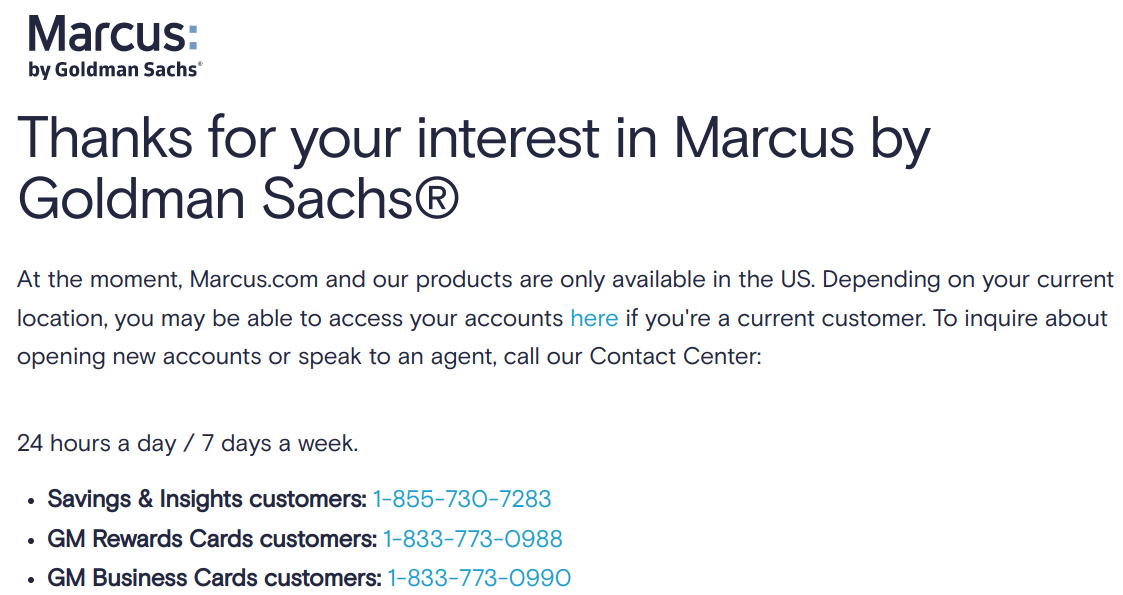 Marcus:
by Goldman Sachs®
Thanks for your interest in Marcus by
Goldman Sachs®
At the moment, Marcus.com and our products are only available in the US. Depending on your current
location, you may be able to access your accounts here if you're a current customer. To inquire about
opening new accounts or speak to an agent, call our Contact Center:
24 hours a day / 7 days a week.
• Savings & Insights customers: 1-855-730-7283
• GM Rewards Cards customers: 1-833-773-0988
• GM Business Cards customers: 1-833-773-0990